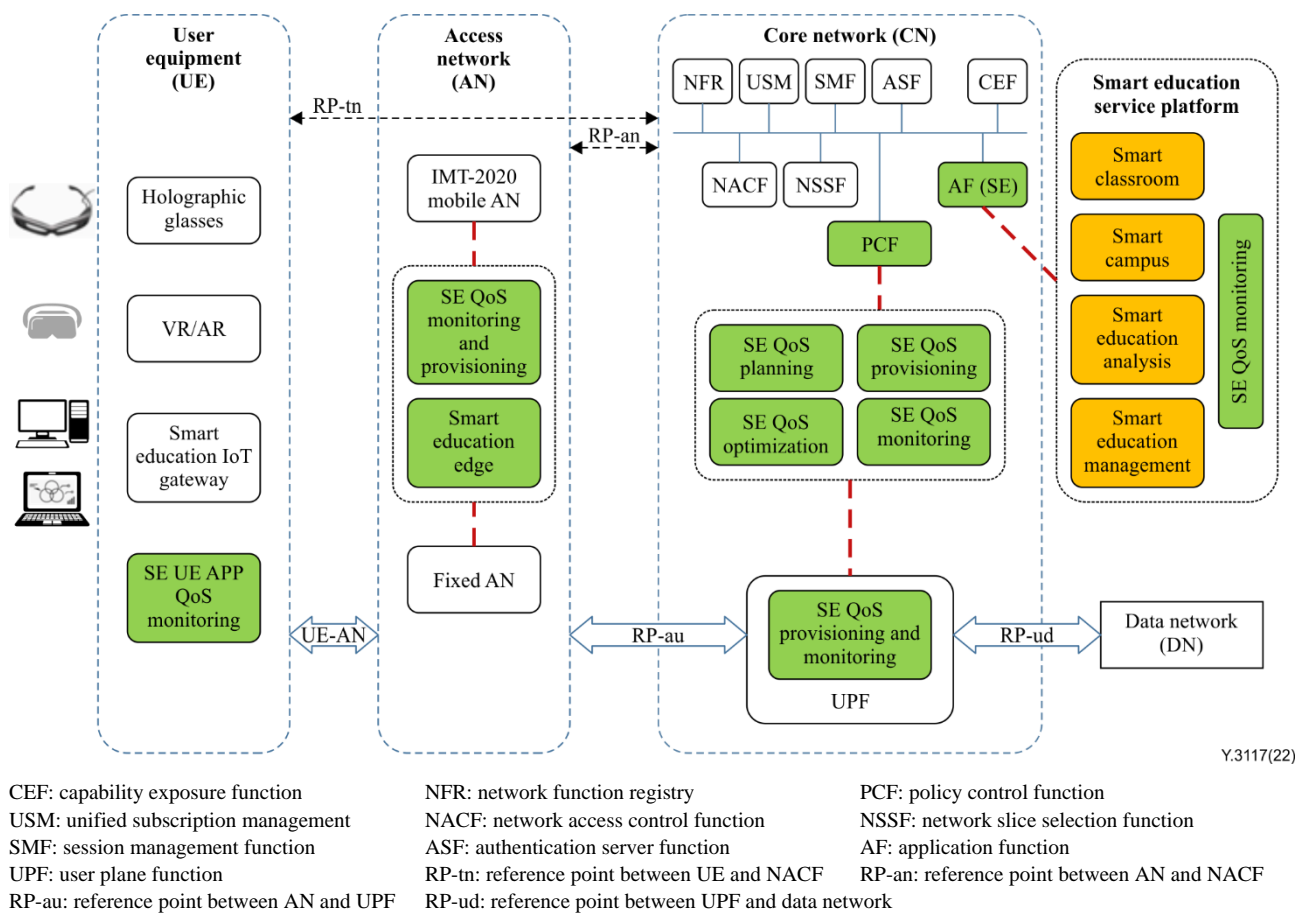 User
equipment
(UE)
Access
network
(AN)
Core network (CN)
Smart education
service platform
RP-tn
RP-an
NFR
USM
SMF
ASF
CEF
NACF
NSSF
AF (SE)
PCF
Holographic
glasses
VR/AR
Smart
education IoT
gateway
SE UE APP
QoS
monitoring
IMT-2020
mobile AN
SE QoS
monitoring
and
provisioning
Smart
education
edge
Fixed AN
SE QoS
planning
SE QoS
provisioning
SE QoS
optimization
SE QoS
monitoring
SE QoS
provisioning and
monitoring
UPF
Smart
classroom
Smart
campus
Smart
education
analysis
Smart
education
management
SE QoS monitoring
UE-AN
RP-au
RP-ud
Data network
(DN)
Y.3117(22)
CEF: capability exposure function
NFR: network function registry
PCF: policy control function
USM: unified subscription management
NACF: network access control function
NSSF: network slice selection function
SMF: session management function
ASF: authentication server function
AF: application function
UPF: user plane function
RP-tn: reference point between UE and NACF
RP-an: reference point between AN and NACF
RP-au: reference point between AN and UPF
RP-ud: reference point between UPF and data network